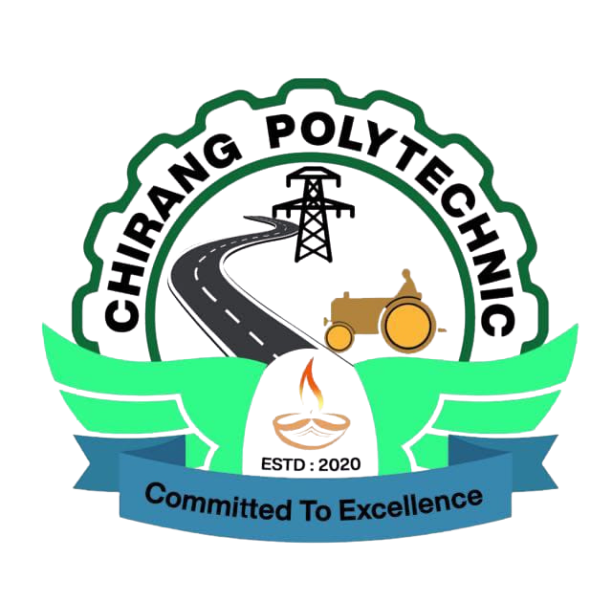 CHIRANG POLYTECHNIC
ESTD : 2020
Committed To Excellence